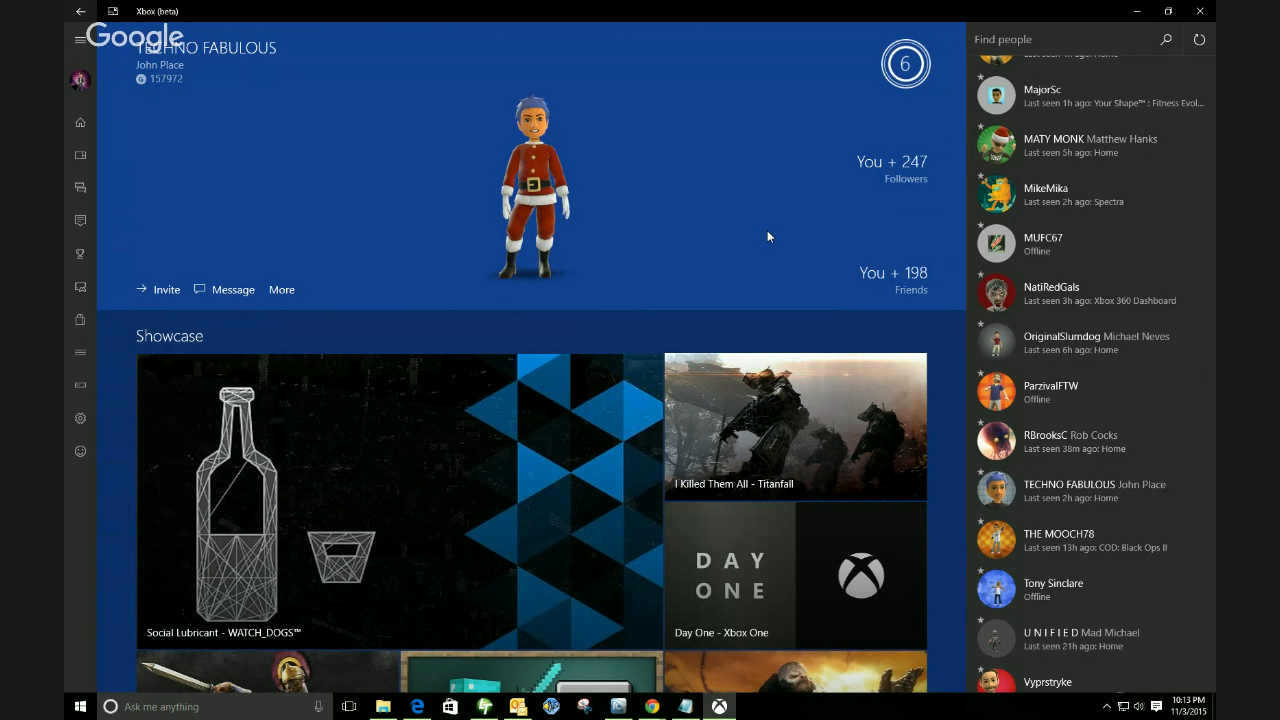 Xbox (beta)
Google
TECHNO FABULOUS
John Place
G 157972
6
You + 247
Followers
You + 198
Friends
Invite
Message
More
Showcase
Social Lubricant - WATCH_DOGS™
I Killed Them All - Titanfall
DAY
ONE
Day One - Xbox One
Find people
MajorSc
Last seen 1h ago: Your Shape™ : Fitness Evol...
MATY MONK Matthew Hanks
Last seen 5h ago: Home
MikeMika
Last seen 2h ago: Spectra
MUFC67
Offline
NatiRedGals
Last seen 3h ago: Xbox 360 Dashboard
OriginalSlumdog Michael Neves
Last seen 6h ago: Home
ParzivalFTW
Offline
RBrooksC Rob Cocks
Last seen 38m ago: Home
TECHNO FABULOUS John Place
Last seen 2h ago: Home
THE MOOCH78
Last seen 13h ago: COD: Black Ops II
Tony Sinclare
Offline
U N I F I E D Mad Michael
Last seen 21h ago: Home
Vyprstryke
Ask me anything
10:13 PM
11/3/2015